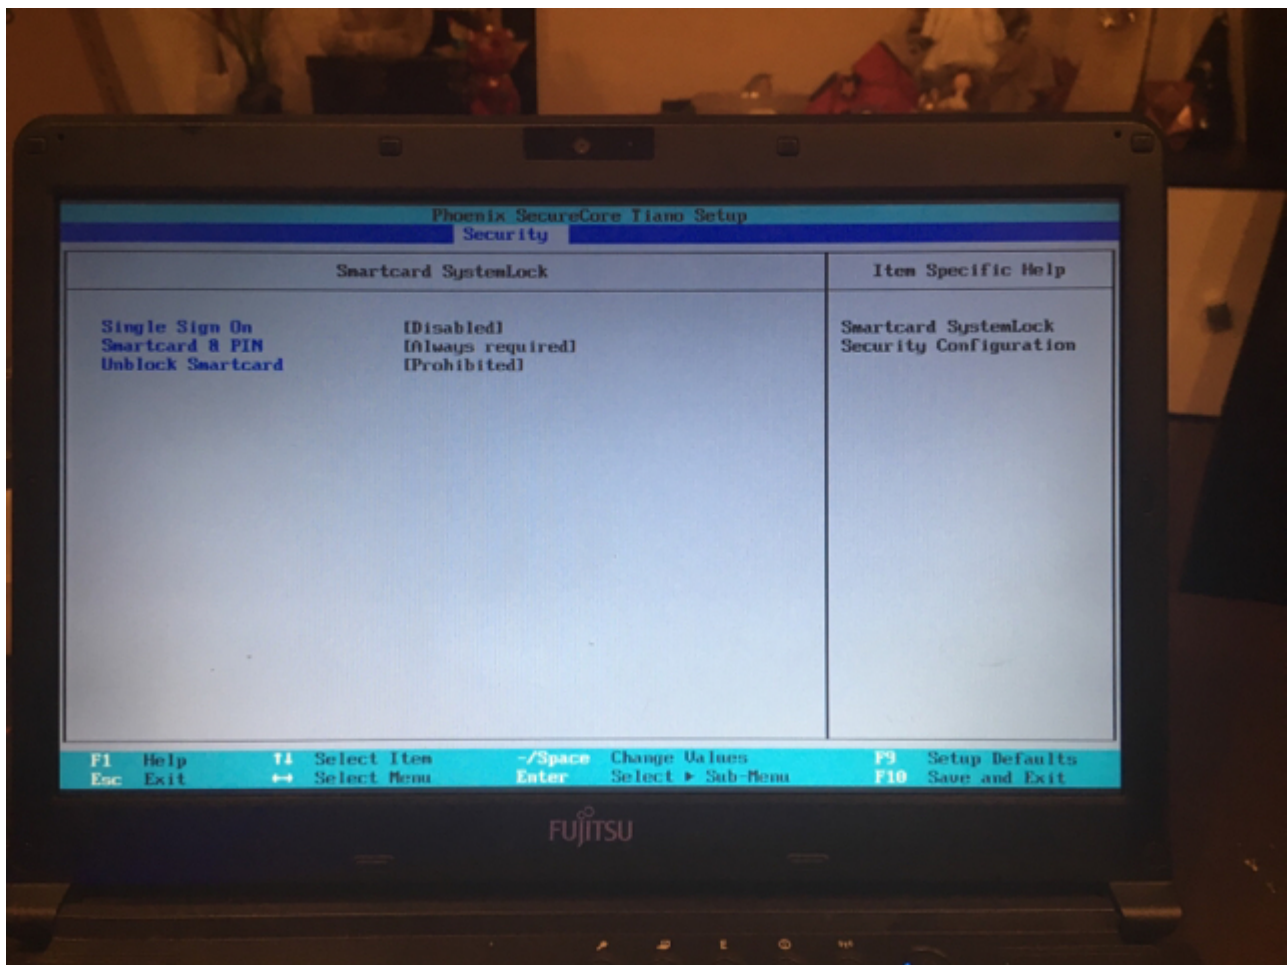 Phoenix SecureCore Tiano Setup
Security
Smartcard SystemLock
Item Specific Help
Single Sign On [Disabled]
Smartcard & PIN [Always required]
Unblock Smartcard [Prohibited]
Smartcard SystemLock
Security Configuration
F1 Help ↑↓ Select Item -/Space Change Values F9 Setup Defaults
Esc Exit ↔ Select Menu Enter Select ▶ Sub-Menu F10 Save and Exit
FUJITSU